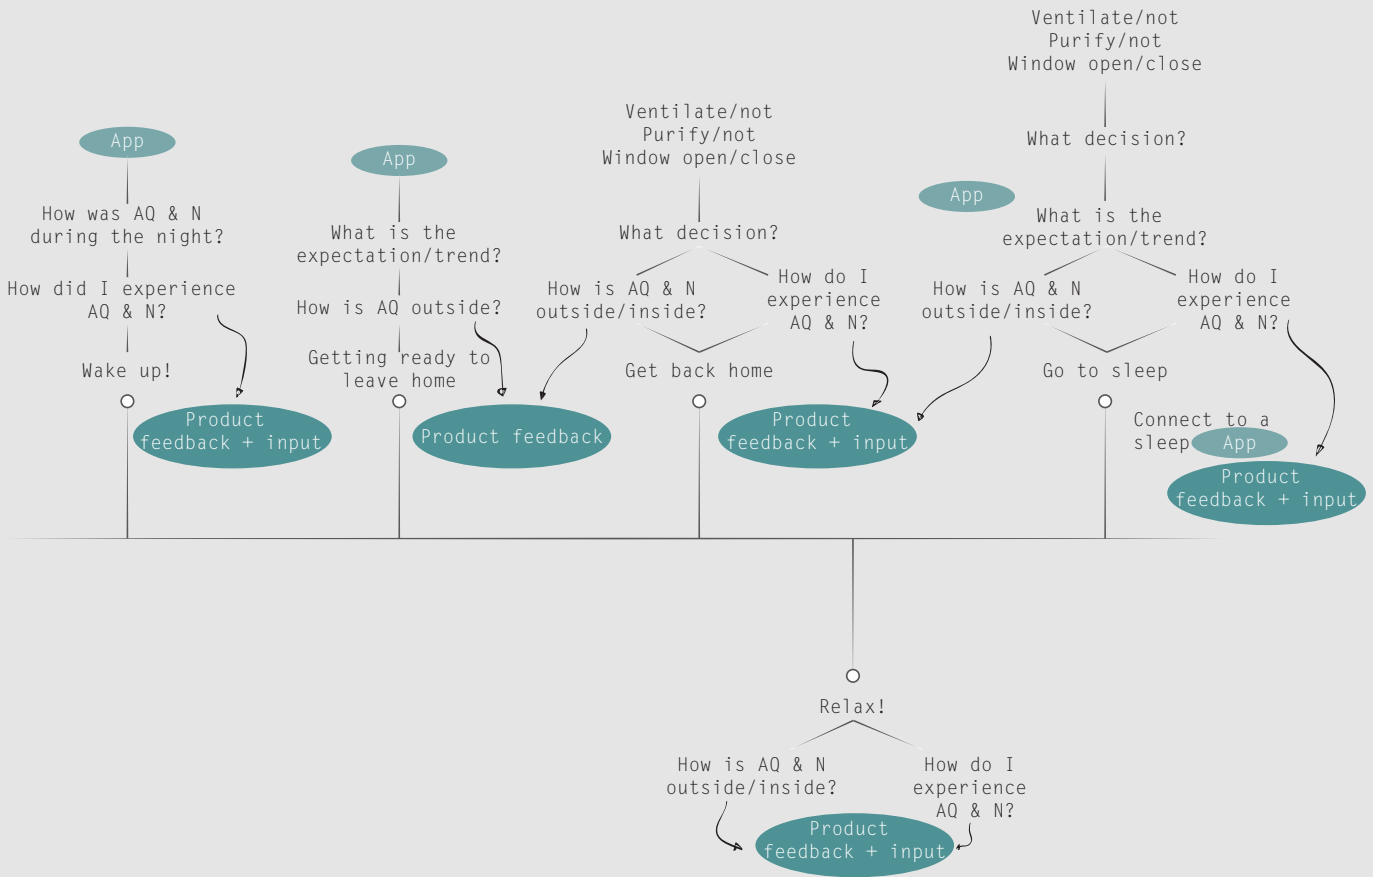 App
How was AQ & N
during the night?
How did I experience
AQ & N?
Wake up!
Product
feedback + input
App
What is the
expectation/trend?
How is AQ outside?
Getting ready to
leave home
Product feedback
Ventilate/not
Purify/not
Window open/close
What decision?
How is AQ & N
outside/inside?
How do I
experience
AQ & N?
Get back home
Product
feedback + input
Relax!
How is AQ & N
outside/inside?
How do I
experience
AQ & N?
Product
feedback + input
Ventilate/not
Purify/not
Window open/close
What decision?
App
What is the
expectation/trend?
How is AQ & N
outside/inside?
How do I
experience
AQ & N?
Go to sleep
Connect to a
sleep App
Product
feedback + input